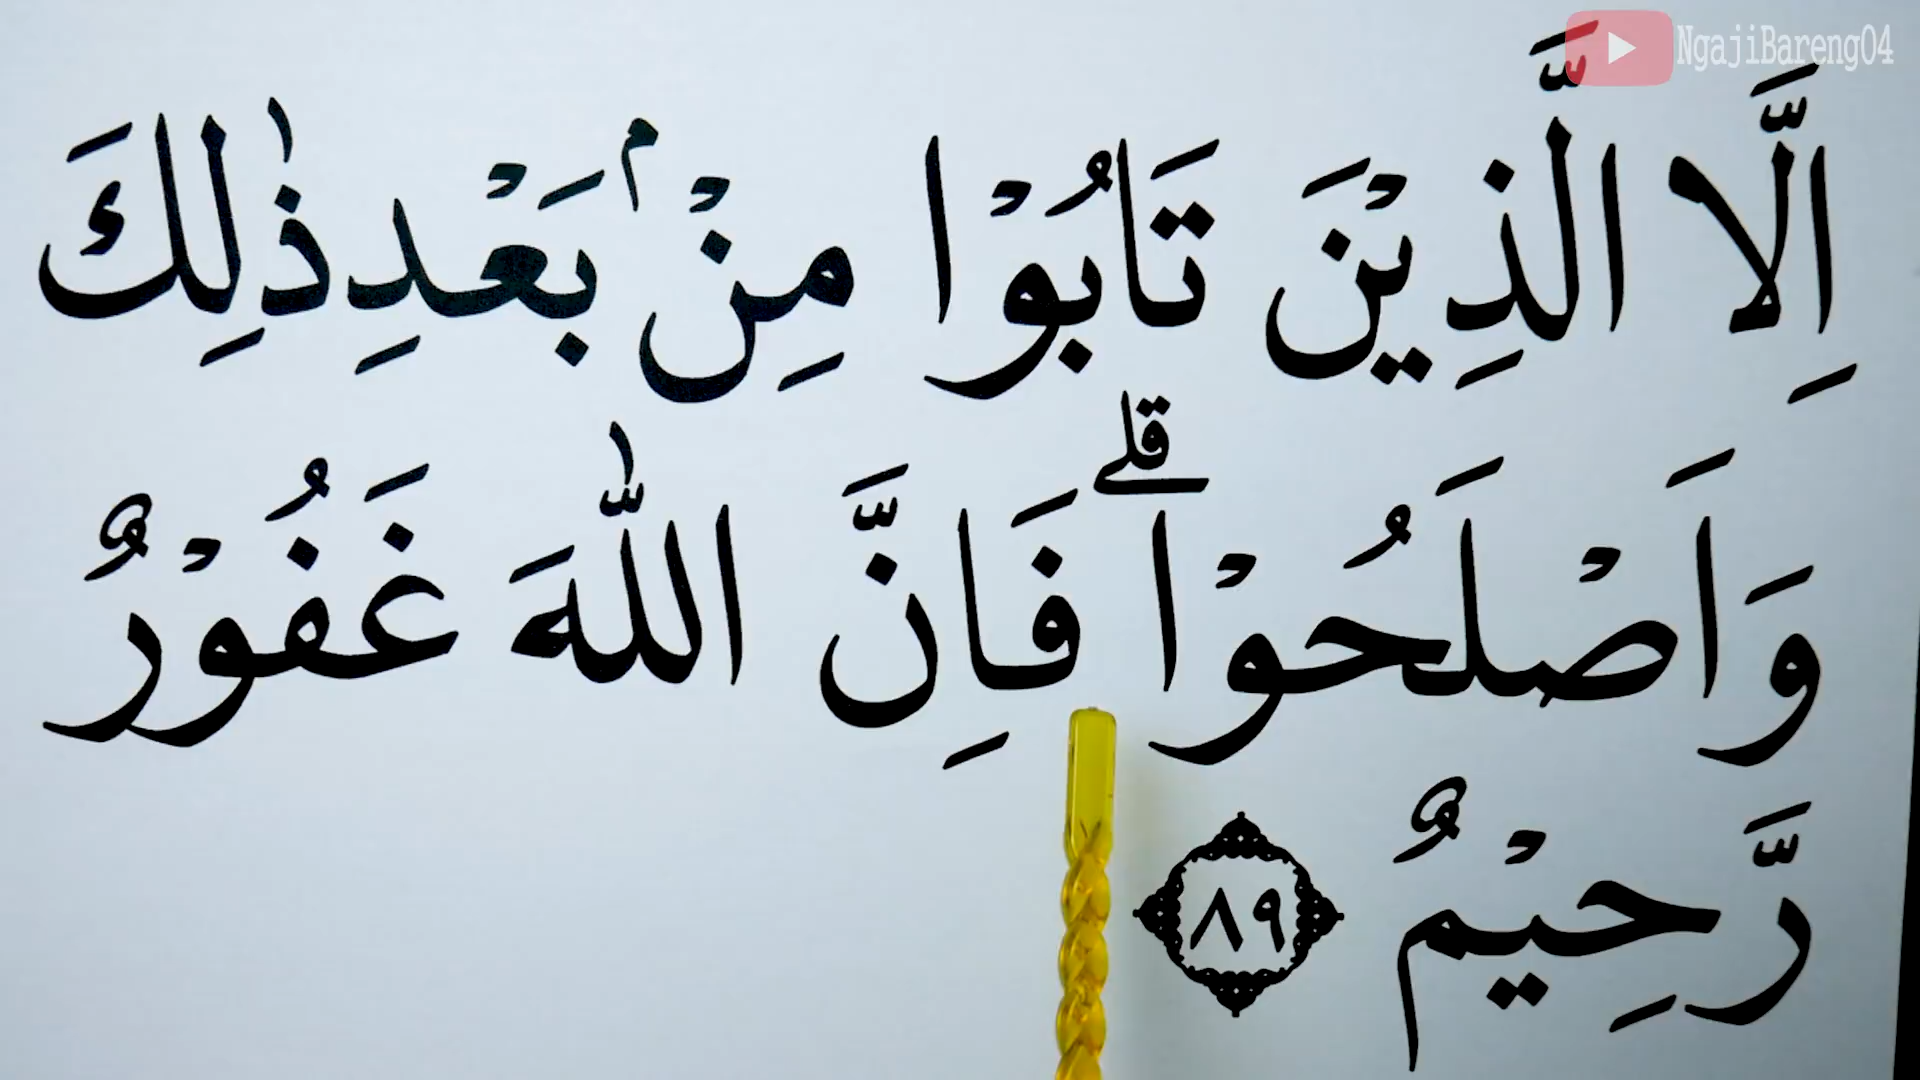 NgajiBareng04
اِلَّا الَّذِيْنَ تَابُوْا مِنْۢ بَعْدِ ذٰلِكَ
وَاَصْلَحُوْاۗ فَاِنَّ اللّٰهَ غَفُوْرٌ
رَّحِيْمٌ ٨٩